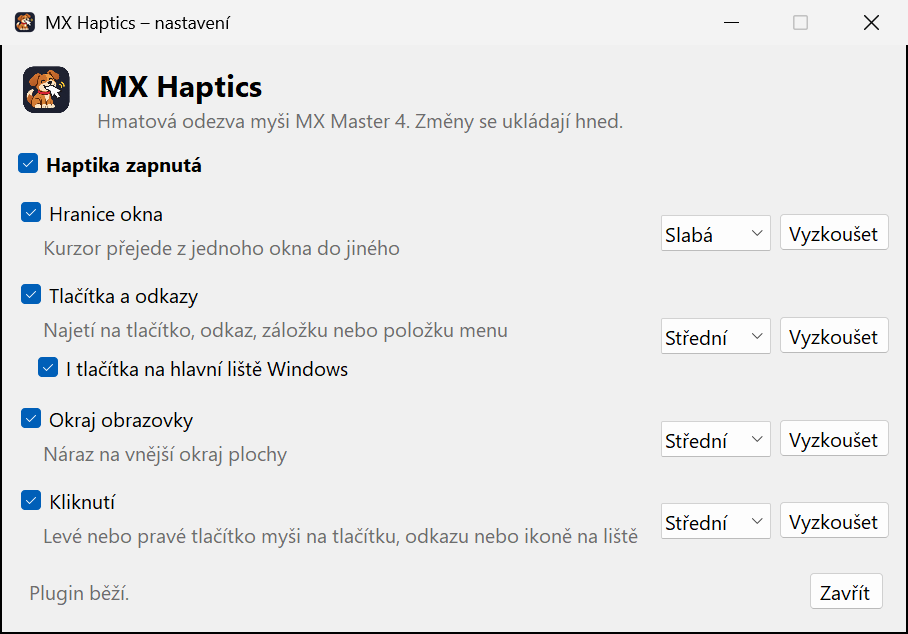 MX Haptics – nastavení
MX Haptics
Hmatová odezva myši MX Master 4. Změny se ukládají hned.
Haptika zapnutá
Hranice okna
Kurzor přejede z jednoho okna do jiného
Slabá
Vyzkoušet
Tlačítka a odkazy
Najetí na tlačítko, odkaz, záložku nebo položku menu
Střední
Vyzkoušet
I tlačítka na hlavní liště Windows
Okraj obrazovky
Náraz na vnější okraj plochy
Střední
Vyzkoušet
Kliknutí
Levé nebo pravé tlačítko myši na tlačítku, odkazu nebo ikoně na liště
Střední
Vyzkoušet
Plugin běží.
Zavřít